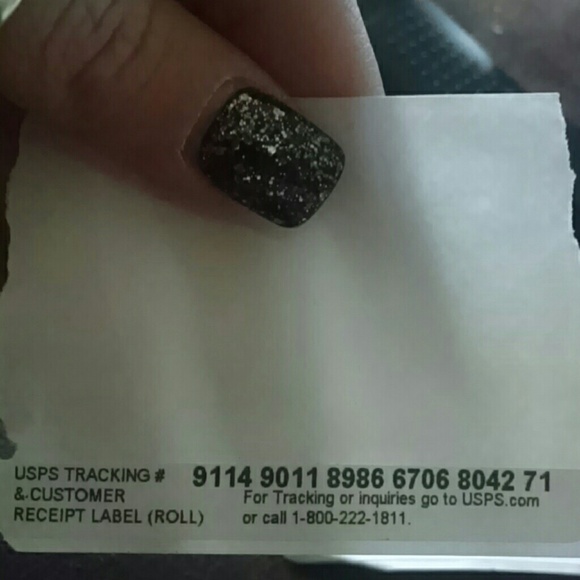 USPS TRACKING # 9114 9011 8986 6706 8042 71
& CUSTOMER For Tracking or inquiries go to USPS.com
RECEIPT LABEL (ROLL) or call 1-800-222-1811.